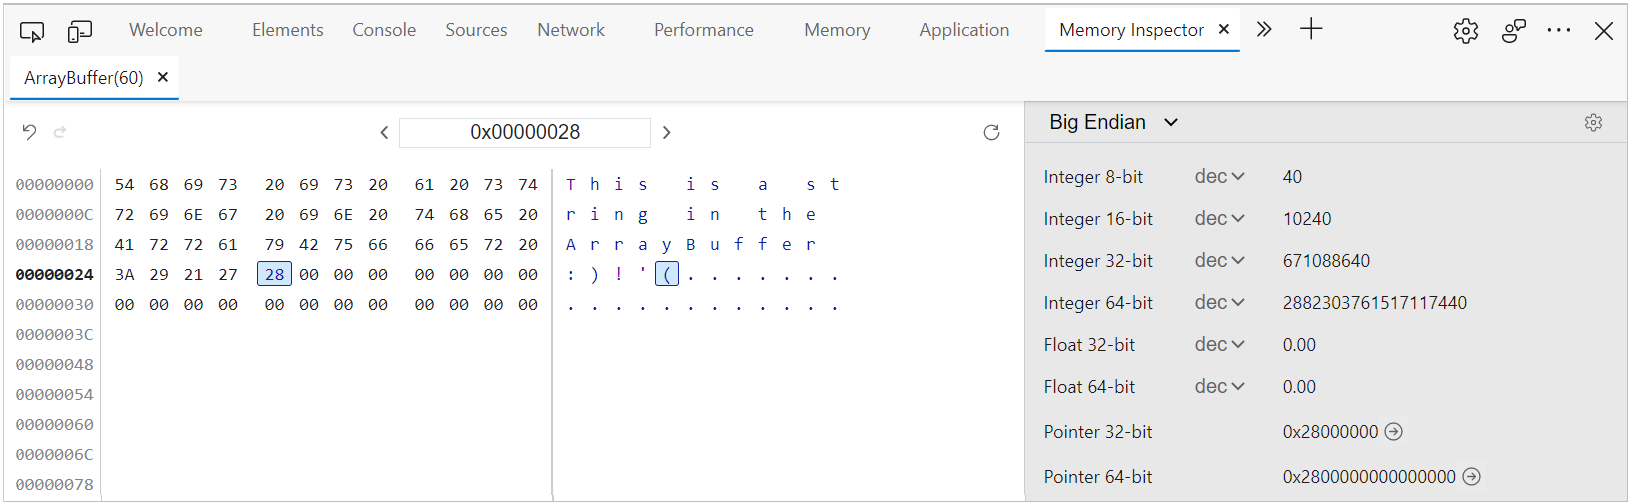 Welcome Elements Console Sources Network Performance Memory Application Memory Inspector
ArrayBuffer(60)
0x00000028
00000000 54 68 69 73 20 69 73 20 61 20 73 74 T h i s i s a s t
0000000C 72 69 6E 67 20 69 6E 20 74 68 65 20 r i n g i n t h e
00000018 41 72 72 61 79 42 75 66 66 65 72 20 A r r a y B u f f e r
00000024 3A 29 21 27 28 00 00 00 00 00 00 00 : ) ! ' ( . . . . . . .
00000030 00 00 00 00 00 00 00 00 00 00 00 00 . . . . . . . . . . . .
0000003C
00000048
00000054
00000060
0000006C
00000078
Big Endian
Integer 8-bit dec 40
Integer 16-bit dec 10240
Integer 32-bit dec 671088640
Integer 64-bit dec 2882303761517117440
Float 32-bit dec 0.00
Float 64-bit dec 0.00
Pointer 32-bit 0x28000000
Pointer 64-bit 0x2800000000000000